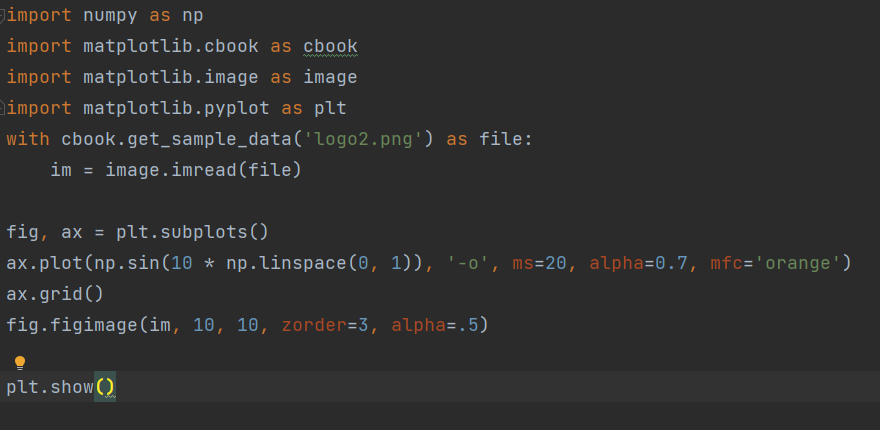 import numpy as np
import matplotlib.cbook as cbook
import matplotlib.image as image
import matplotlib.pyplot as plt
with cbook.get_sample_data('logo2.png') as file:
    im = image.imread(file)
fig, ax = plt.subplots()
ax.plot(np.sin(10 * np.linspace(0, 1)), '-o', ms=20, alpha=0.7, mfc='orange')
ax.grid()
fig.figimage(im, 10, 10, zorder=3, alpha=.5)
plt.show()